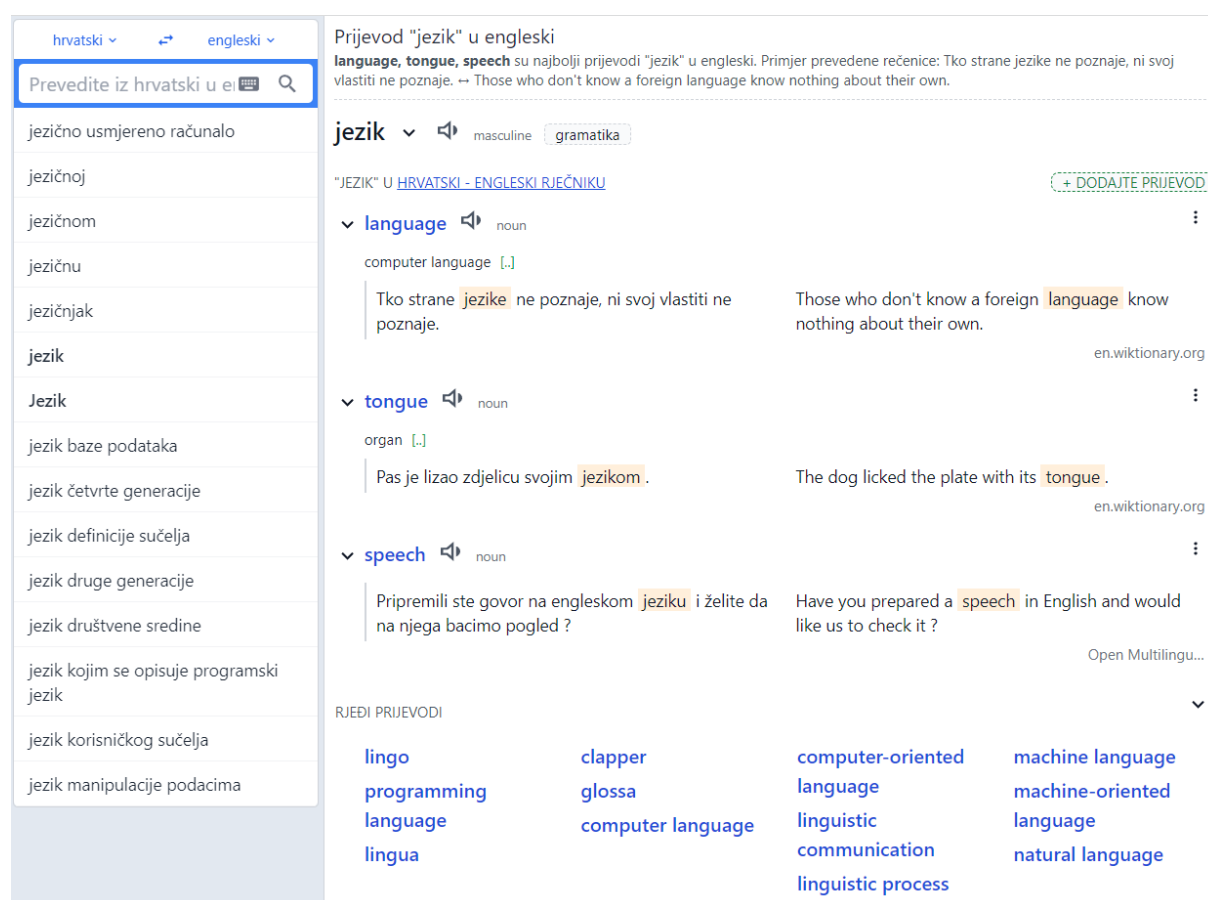 hrvatski
engleski
Prevedite iz hrvatski u e
jezično usmjereno računalo
jezičnoj
jezičnom
jezičnu
jezičnjak
jezik
Jezik
jezik baze podataka
jezik četvrte generacije
jezik definicije sučelja
jezik druge generacije
jezik društvene sredine
jezik kojim se opisuje programski
jezik
jezik korisničkog sučelja
jezik manipulacije podacima
Prijevod "jezik" u engleski
language, tongue, speech su najbolji prijevodi "jezik" u engleski. Primjer prevedene rečenice: Tko strane jezike ne poznaje, ni svoj
vlastiti ne poznaje. ↔ Those who don't know a foreign language know nothing about their own.
jezik masculine gramatika
"JEZIK" U HRVATSKI - ENGLESKI RJEČNIKU
+ DODAJTE PRIJEVOD
language noun
computer language [..]
Tko strane jezike ne poznaje, ni svoj vlastiti ne
poznaje.
Those who don't know a foreign language know
nothing about their own.
en.wiktionary.org
tongue noun
organ [..]
Pas je lizao zdjelicu svojim jezikom .
The dog licked the plate with its tongue .
en.wiktionary.org
speech noun
Pripremili ste govor na engleskom jeziku i želite da
na njega bacimo pogled ?
Have you prepared a speech in English and would
like us to check it ?
Open Multilingu...
RJEĐI PRIJEVODI
lingo
programming
language
lingua
clapper
glossa
computer language
computer-oriented
language
linguistic
communication
linguistic process
machine language
machine-oriented
language
natural language